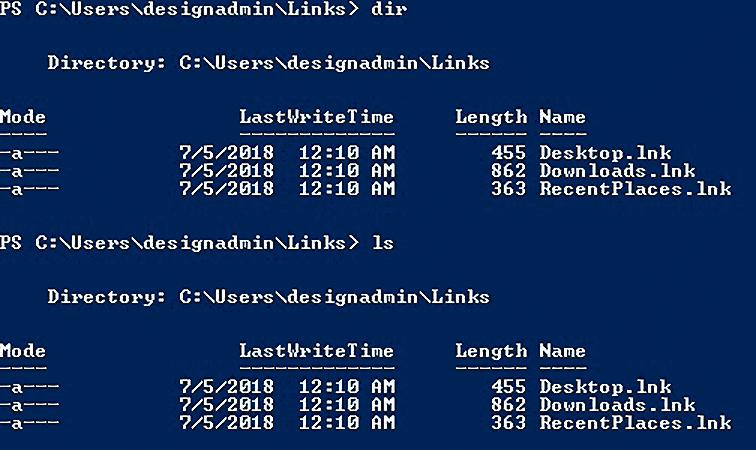 PS C:\Users\designadmin\Links> dir
Directory: C:\Users\designadmin\Links
Mode LastWriteTime Length Name
---- ------------- ------ ----
-a--- 7/5/2018 12:10 AM 455 Desktop.lnk
-a--- 7/5/2018 12:10 AM 862 Downloads.lnk
-a--- 7/5/2018 12:10 AM 363 RecentPlaces.lnk
PS C:\Users\designadmin\Links> ls
Directory: C:\Users\designadmin\Links
Mode LastWriteTime Length Name
---- ------------- ------ ----
-a--- 7/5/2018 12:10 AM 455 Desktop.lnk
-a--- 7/5/2018 12:10 AM 862 Downloads.lnk
-a--- 7/5/2018 12:10 AM 363 RecentPlaces.lnk